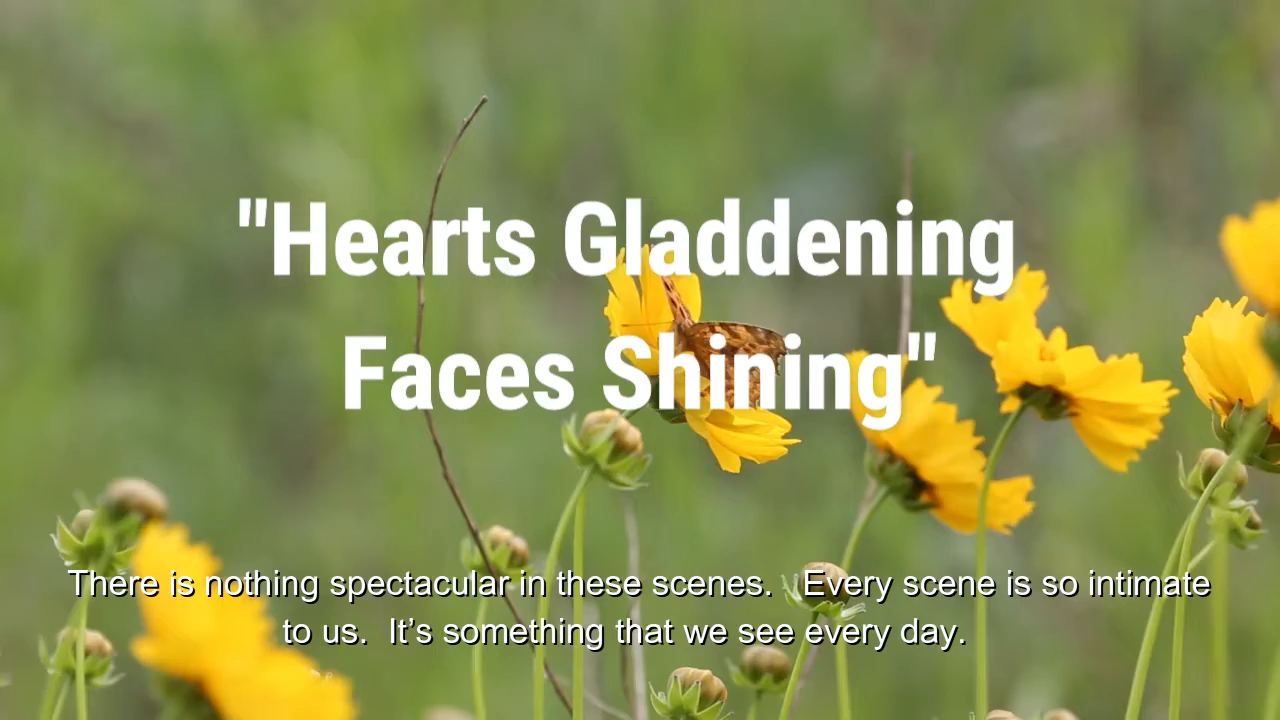 "Hearts Gladdening
Faces Shining"
There is nothing spectacular in these scenes.  Every scene is so intimate
to us.  It’s something that we see every day.